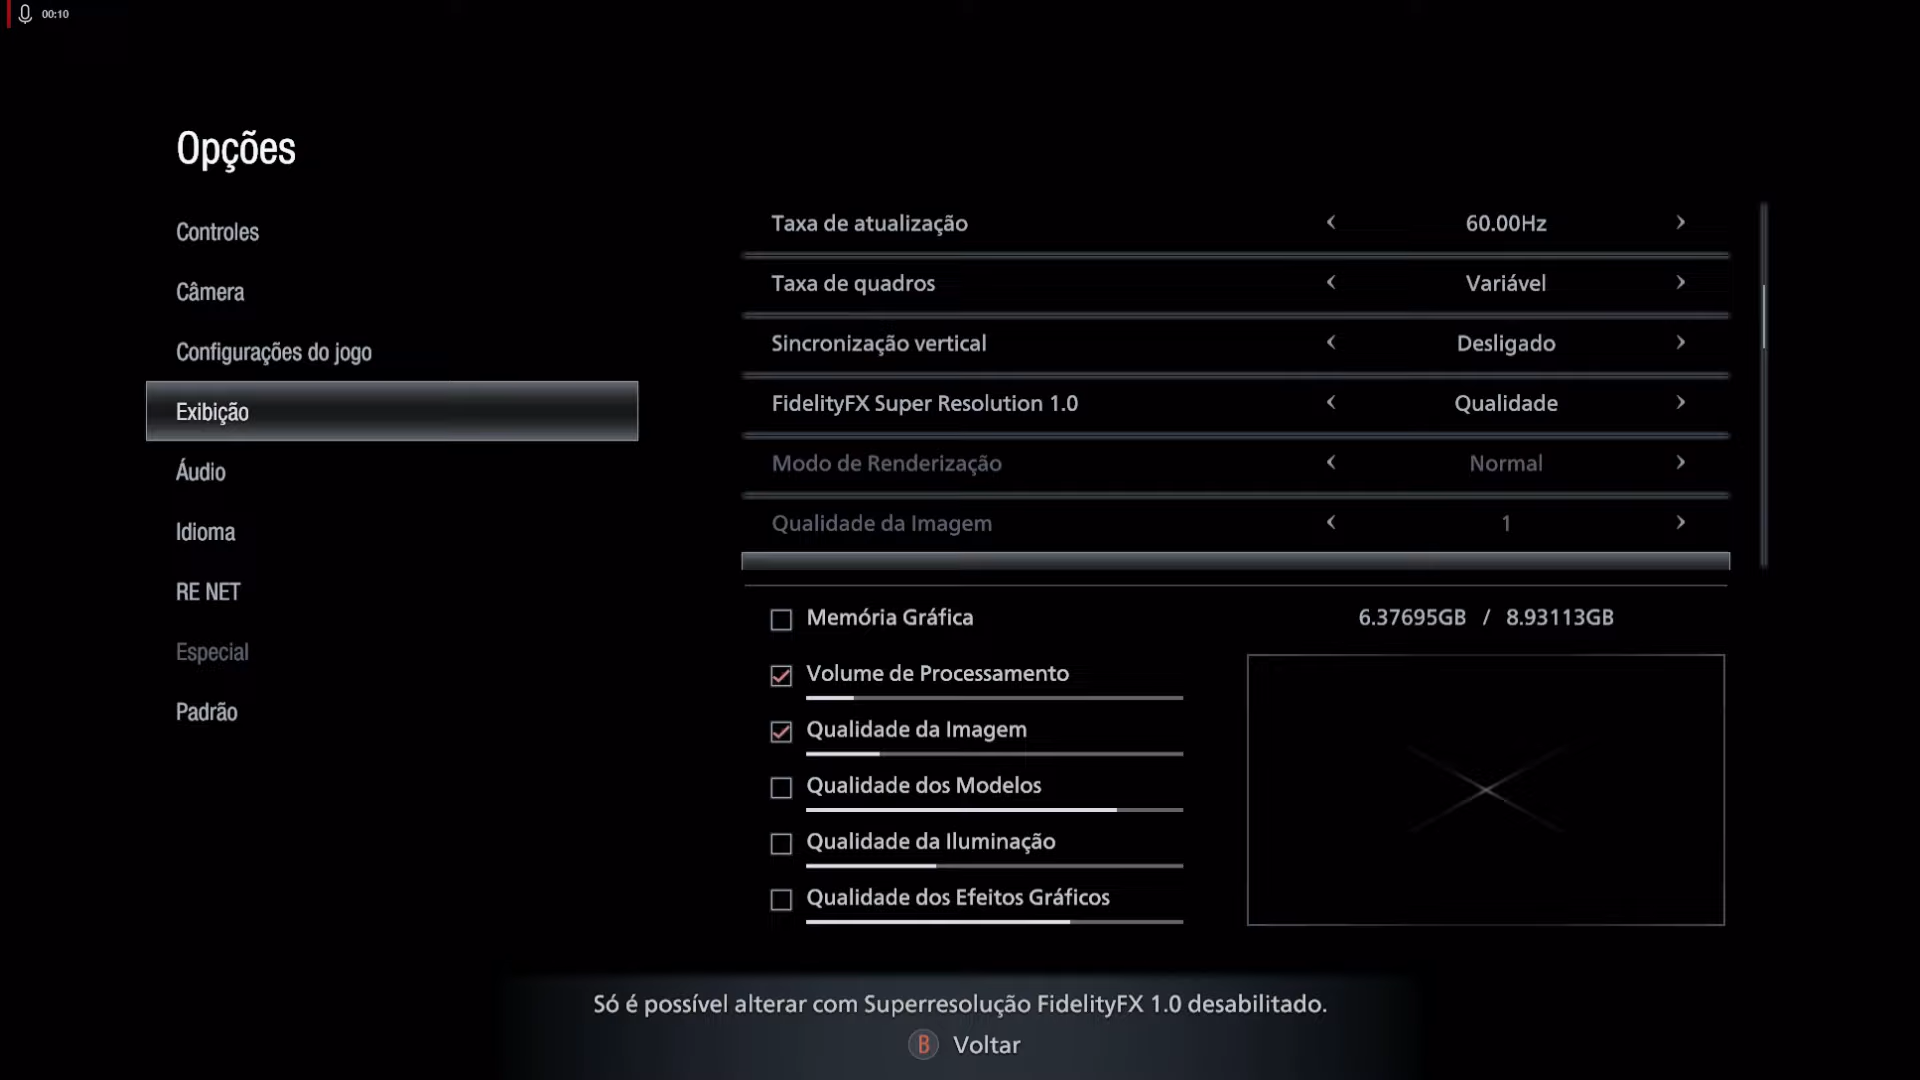 00:10
Opções
Controles
Câmera
Configurações do jogo
Exibição
Áudio
Idioma
RE NET
Especial
Padrão
Taxa de atualização 60.00Hz
Taxa de quadros Variável
Sincronização vertical Desligado
FidelityFX Super Resolution 1.0 Qualidade
Modo de Renderização Normal
Qualidade da Imagem 1
Memória Gráfica 6.37695GB / 8.93113GB
Volume de Processamento
Qualidade da Imagem
Qualidade dos Modelos
Qualidade da Iluminação
Qualidade dos Efeitos Gráficos
Só é possível alterar com Superresolução FidelityFX 1.0 desabilitado.
B Voltar